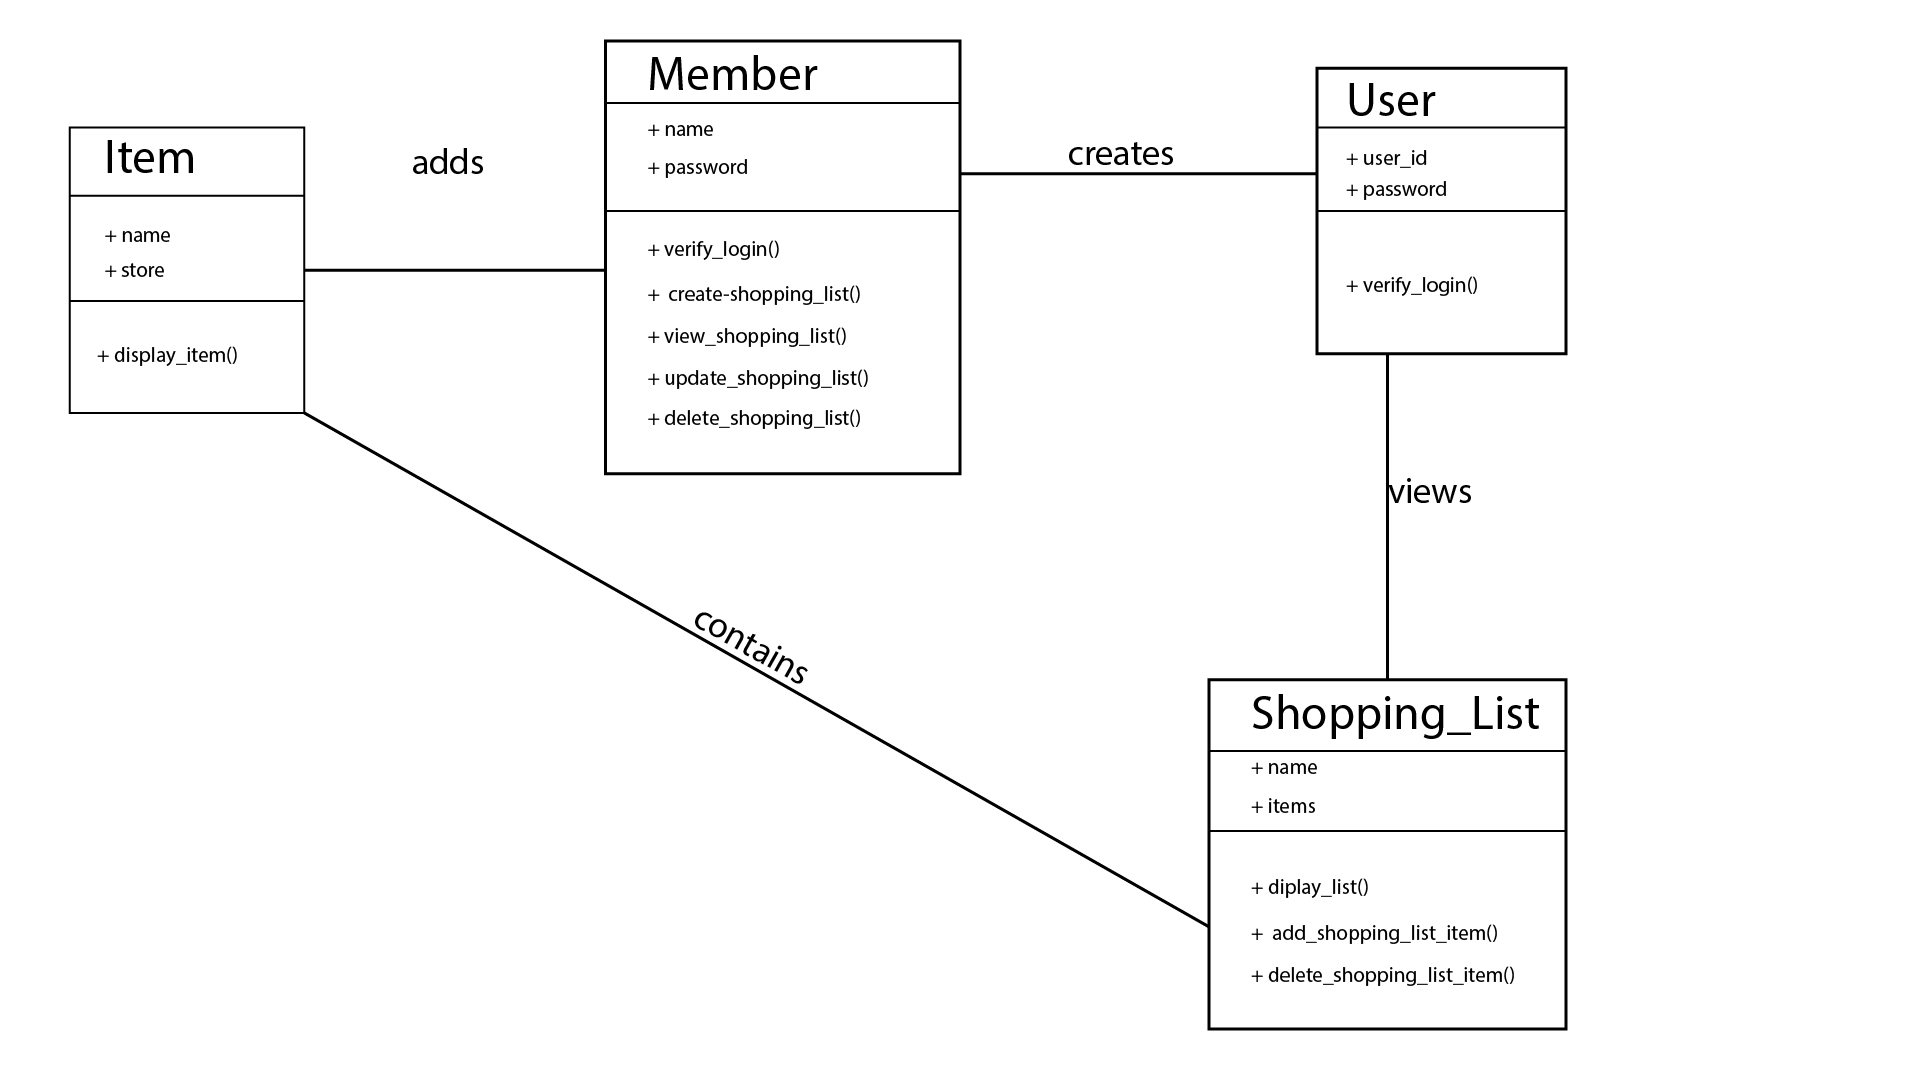 Item
+ name
+ store
+ display_item()
adds
Member
+ name
+ password
+ verify_login()
+ create-shopping_list()
+ view_shopping_list()
+ update_shopping_list()
+ delete_shopping_list()
creates
User
+ user_id
+ password
+ verify_login()
views
contains
Shopping_List
+ name
+ items
+ diplay_list()
+ add_shopping_list_item()
+ delete_shopping_list_item()